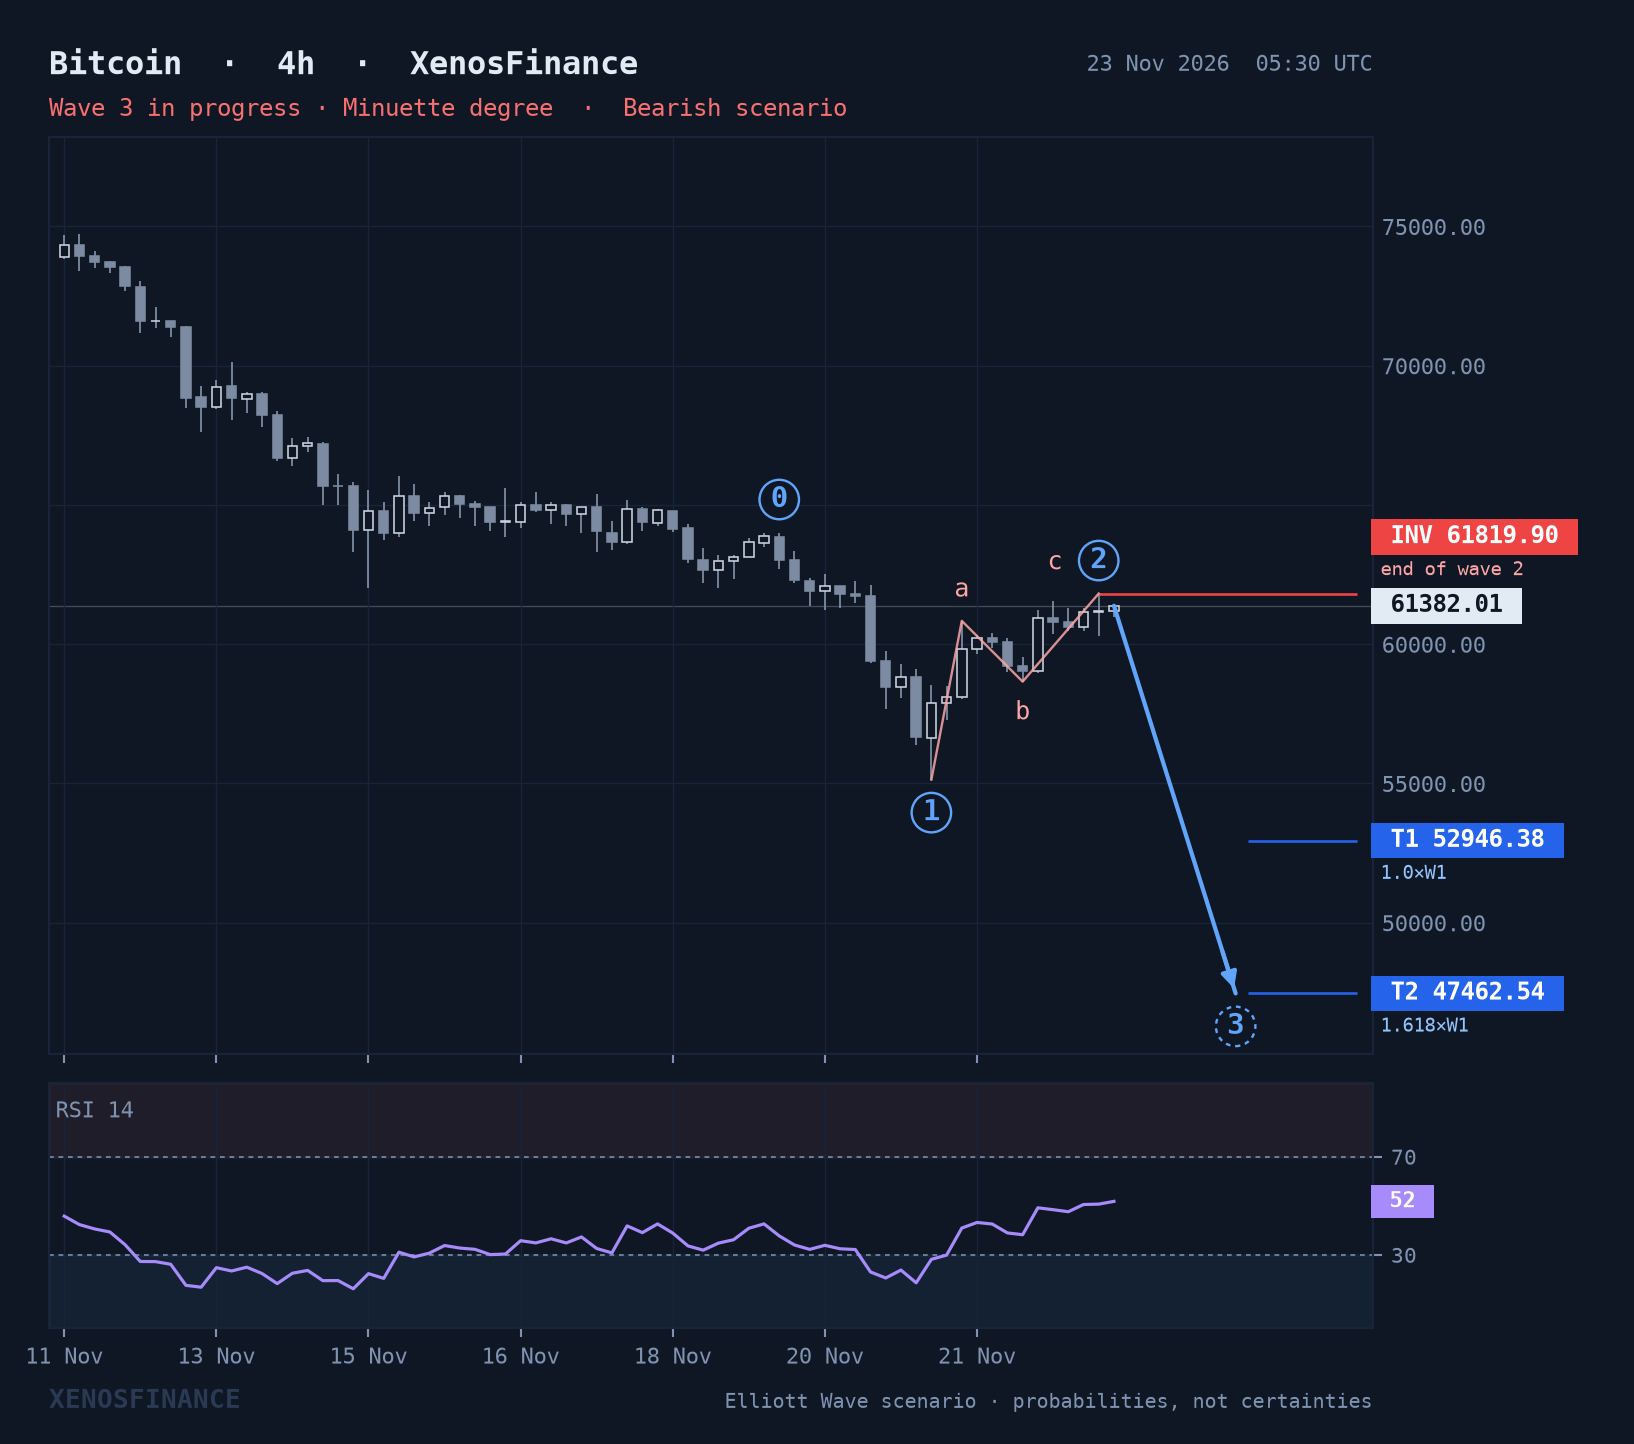 Bitcoin · 4h · XenosFinance
23 Nov 2026 05:30 UTC
Wave 3 in progress · Minuette degree · Bearish scenario
75000.00
70000.00
0
INV 61819.90
end of wave 2
c
2
a
61382.01
60000.00
b
55000.00
1
T1 52946.38
1.0×W1
50000.00
T2 47462.54
1.618×W1
3
RSI 14
70
52
30
11 Nov
13 Nov
15 Nov
16 Nov
18 Nov
20 Nov
21 Nov
XENOSFINANCE
Elliott Wave scenario · probabilities, not certainties